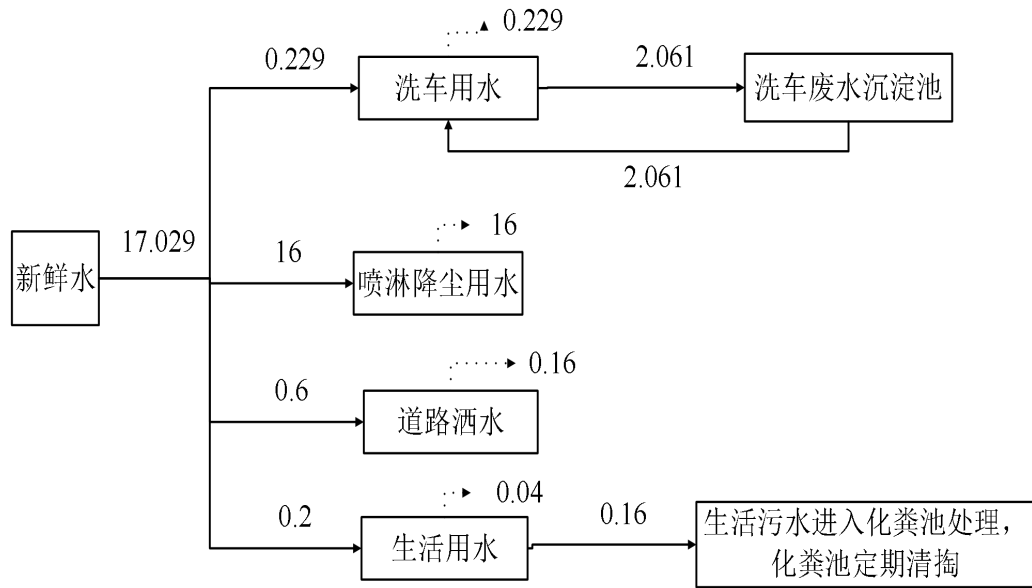 0.229
0.229
洗车用水
2.061
洗车废水沉淀池
2.061
新鲜水
17.029
16
16
喷淋降尘用水
0.16
0.6
道路洒水
0.04
0.2
生活用水
0.16
生活污水进入化粪池处理，
化粪池定期清掏